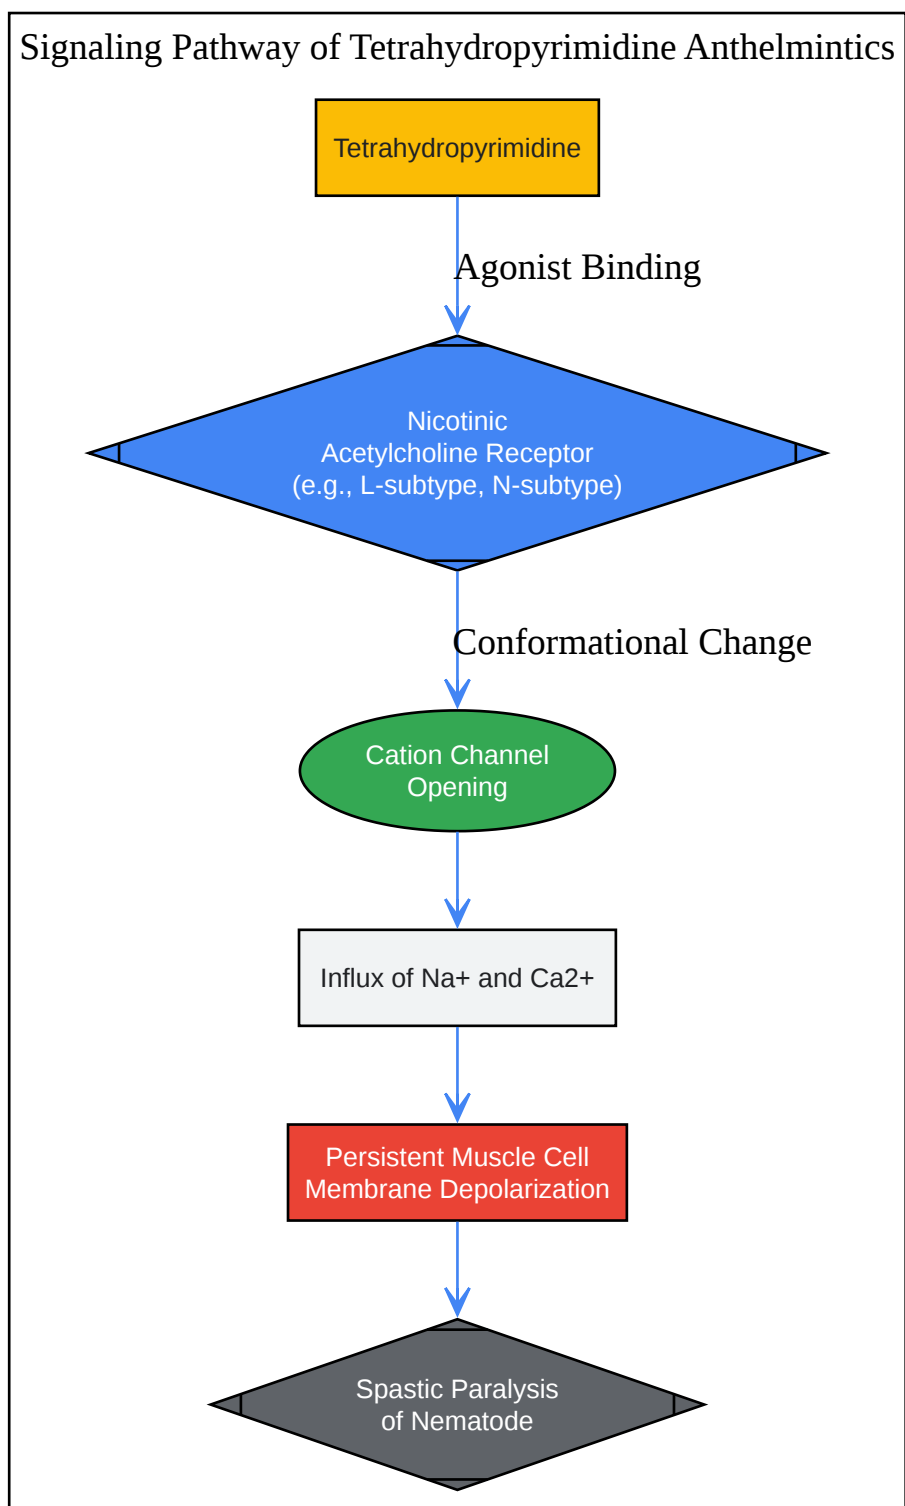 Signaling Pathway of Tetrahydropyrimidine Anthelmintics
Tetrahydropyrimidine
Agonist Binding
Nicotinic
Acetylcholine Receptor
(e.g., L-subtype, N-subtype)
Conformational Change
Cation Channel
Opening
Influx of Na+ and Ca2+
Persistent Muscle Cell
Membrane Depolarization
Spastic Paralysis
of Nematode